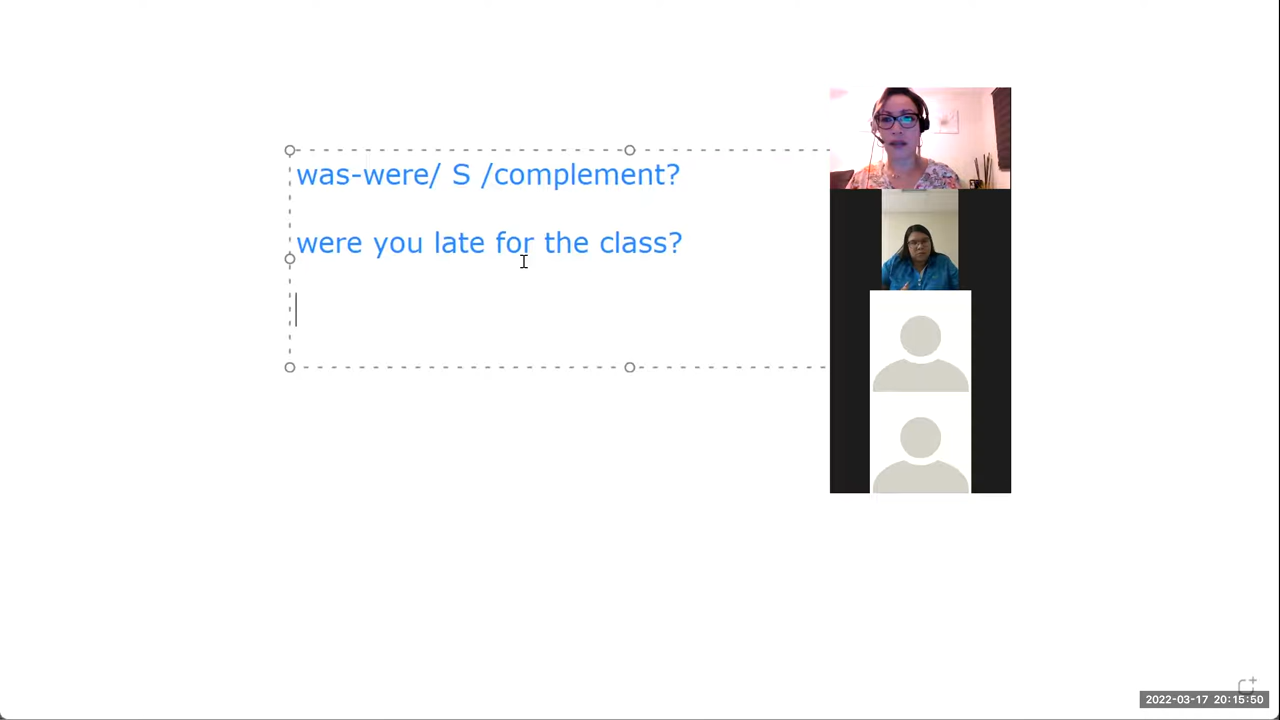 was-were/ S /complement?
were you late for the class?
2022-03-17 20:15:50